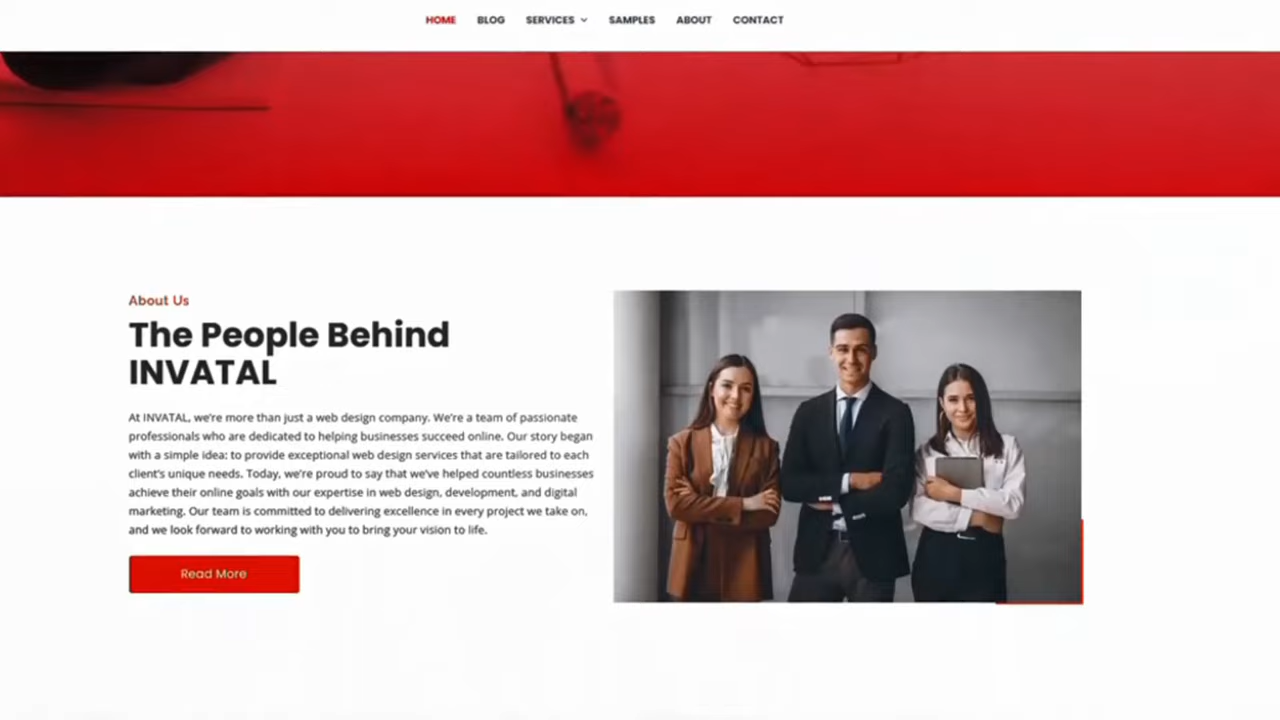 HOME BLOG SERVICES SAMPLES ABOUT CONTACT
About Us
The People Behind
INVATAL
At INVATAL, we're more than just a web design company. We're a team of passionate
professionals who are dedicated to helping businesses succeed online. Our story began
with a simple idea: to provide exceptional web design services that are tailored to each
client's unique needs. Today, we're proud to say that we've helped countless businesses
achieve their online goals with our expertise in web design, development, and digital
marketing. Our team is committed to delivering excellence in every project we take on,
and we look forward to working with you to bring your vision to life.
Read More